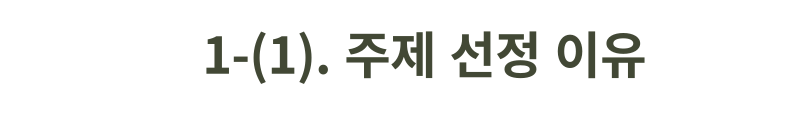 1-(1). 주제 선정 이유